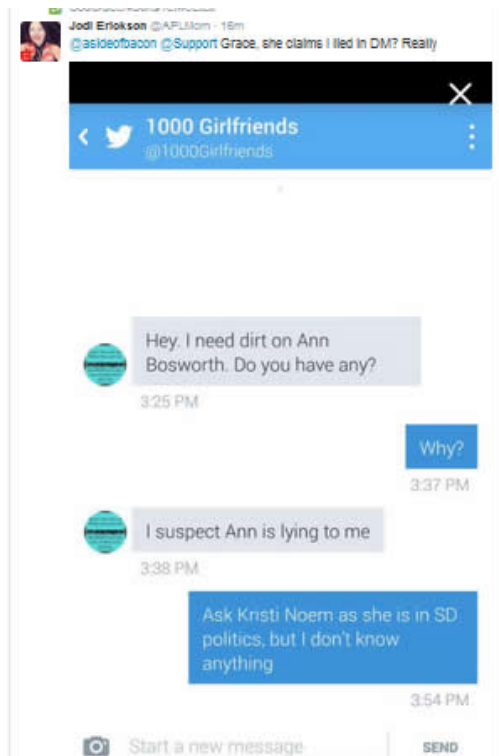 Jodi Erickson @APLMom · 16m
@asideofbacon @Support Grace, she claims I lied in DM? Really
1000 Girlfriends
@1000Girlfriends
Hey. I need dirt on Ann
Bosworth. Do you have any?
3:25 PM
Why?
3:37 PM
I suspect Ann is lying to me
3:38 PM
Ask Kristi Noem as she is in SD
politics, but I don't know
anything
3:54 PM
Start a new message
SEND